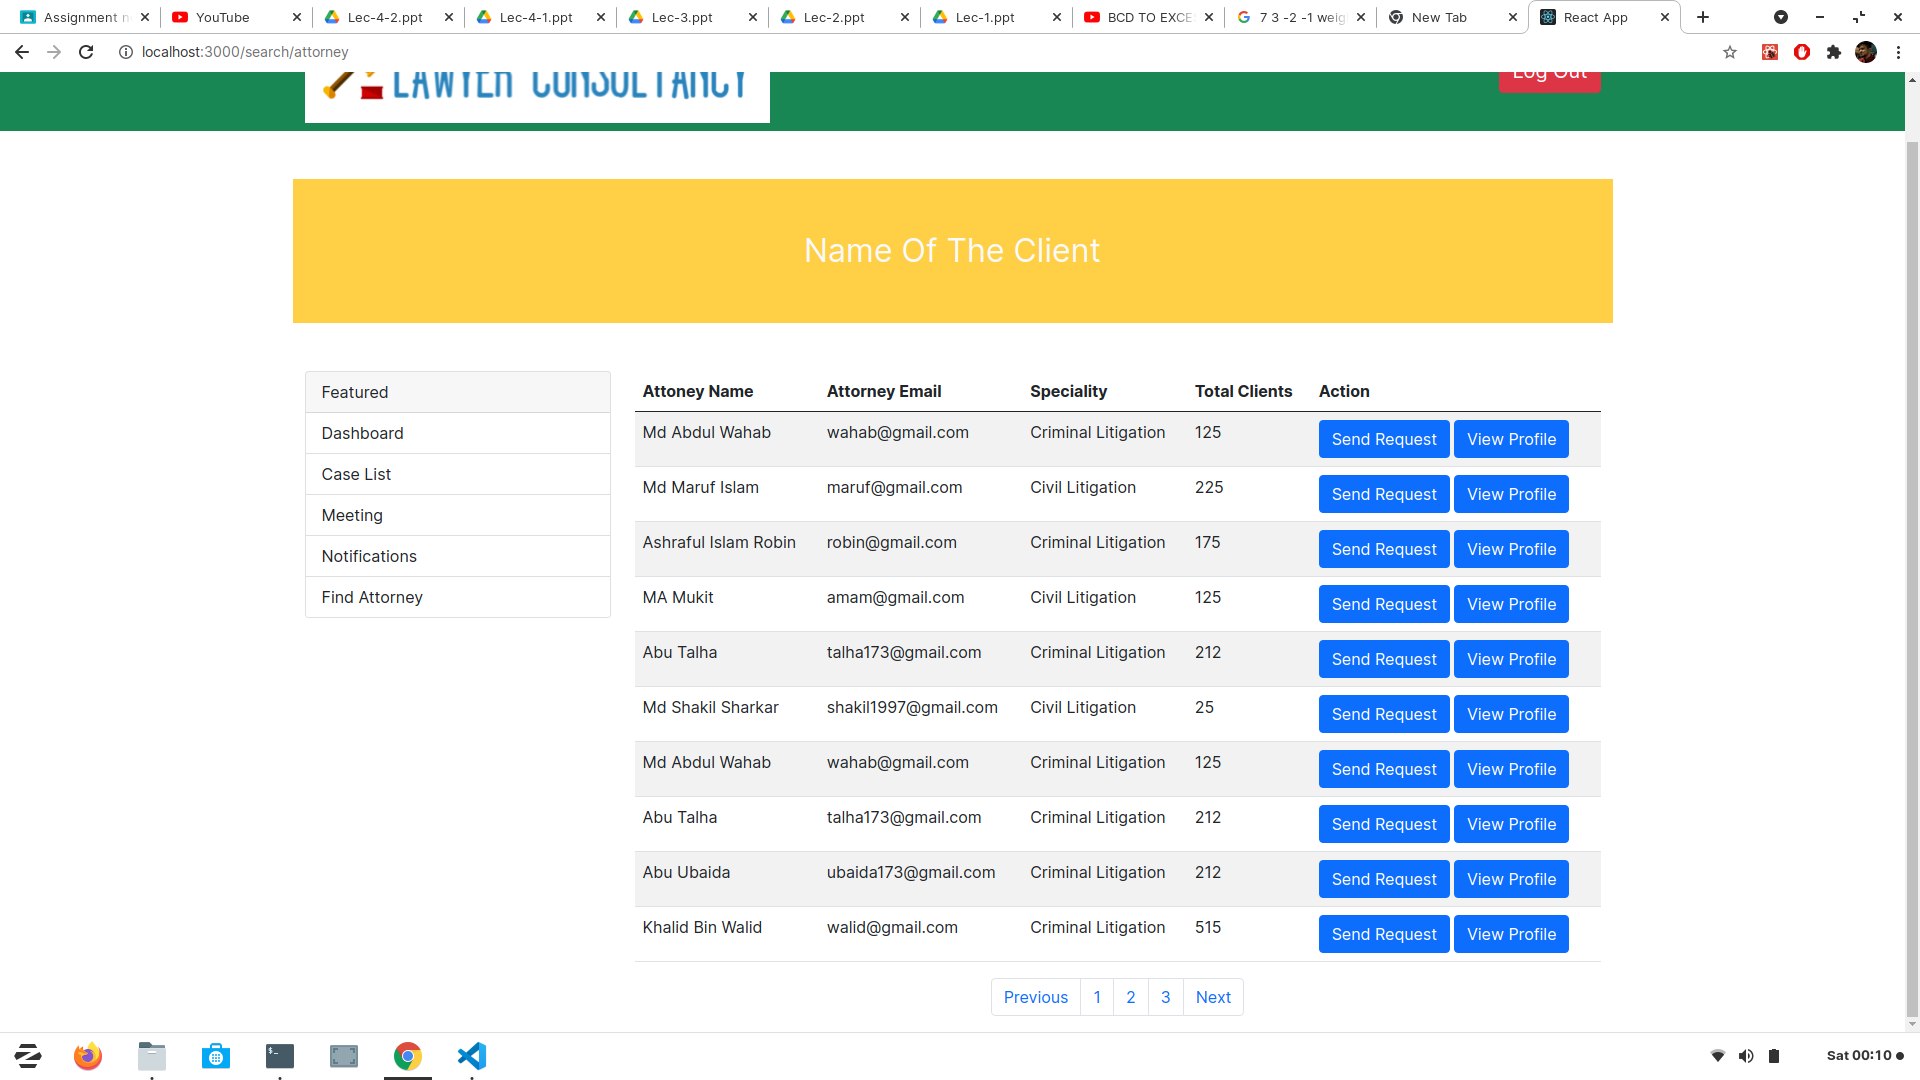 Assignment n YouTube Lec-4-2.ppt Lec-4-1.ppt Lec-3.ppt Lec-2.ppt Lec-1.ppt BCD TO EXCE 7 3 -2 -1 weig New Tab React App
localhost:3000/search/attorney
LAWYER CONSULTANCY Log Out
Name Of The Client
Featured
Dashboard
Case List
Meeting
Notifications
Find Attorney
Attoney Name Attorney Email Speciality Total Clients Action
Md Abdul Wahab wahab@gmail.com Criminal Litigation 125 Send Request View Profile
Md Maruf Islam maruf@gmail.com Civil Litigation 225 Send Request View Profile
Ashraful Islam Robin robin@gmail.com Criminal Litigation 175 Send Request View Profile
MA Mukit amam@gmail.com Civil Litigation 125 Send Request View Profile
Abu Talha talha173@gmail.com Criminal Litigation 212 Send Request View Profile
Md Shakil Sharkar shakil1997@gmail.com Civil Litigation 25 Send Request View Profile
Md Abdul Wahab wahab@gmail.com Criminal Litigation 125 Send Request View Profile
Abu Talha talha173@gmail.com Criminal Litigation 212 Send Request View Profile
Abu Ubaida ubaida173@gmail.com Criminal Litigation 212 Send Request View Profile
Khalid Bin Walid walid@gmail.com Criminal Litigation 515 Send Request View Profile
Previous 1 2 3 Next
Sat 00:10